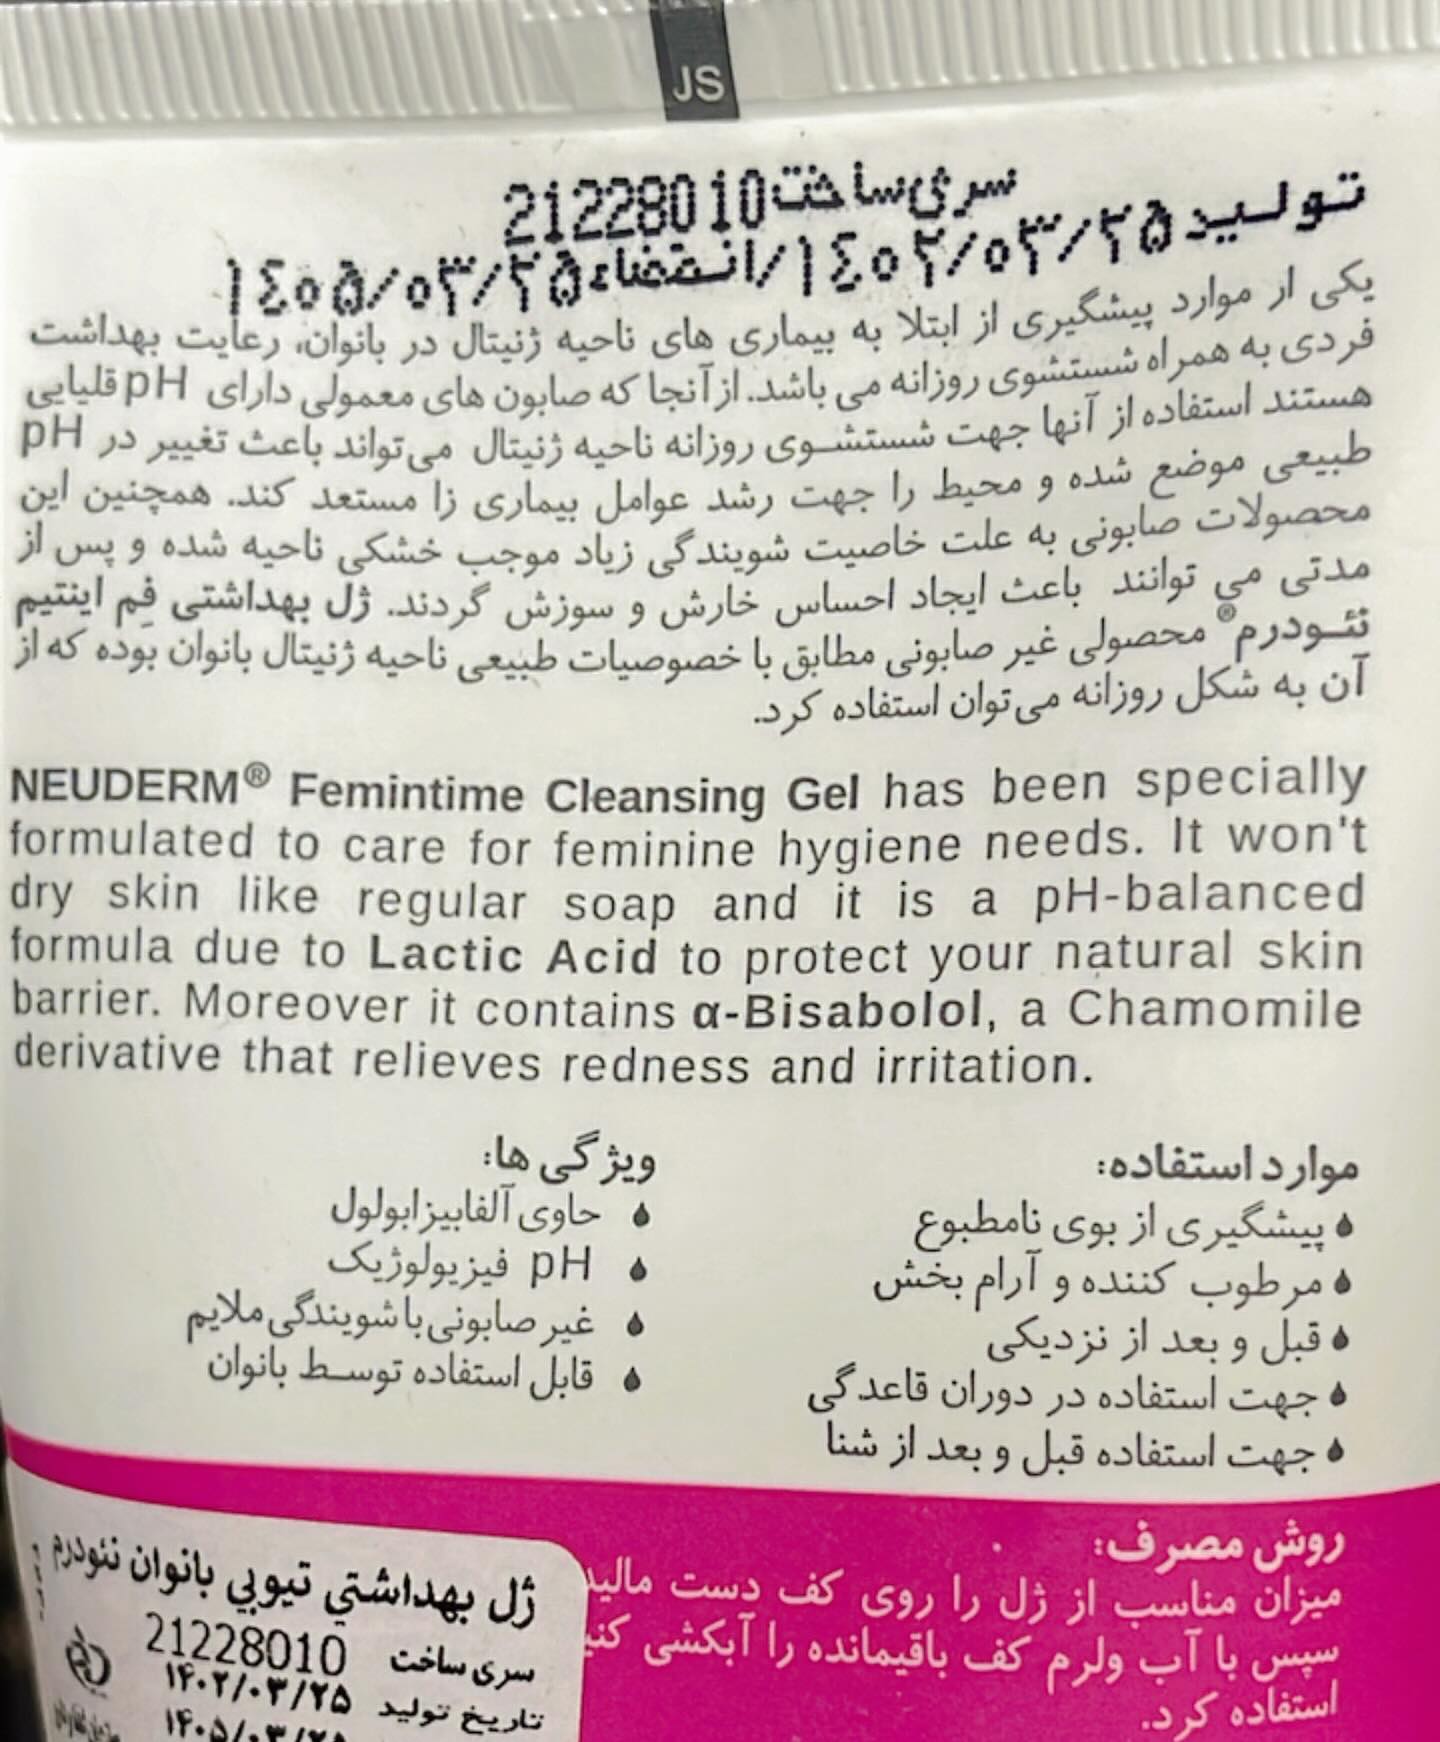 JS
سری ساخت 21228010
تولید ۱٤٠٢/٠٣/٢۵/انقضاء ۱٤٠۵/٠٣/٢۵
یکی از موارد پیشگیری از ابتلا به بیماری های ناحیه ژنیتال در بانوان، رعایت بهداشت
فردی به همراه شستشوی روزانه می باشد. از آنجا که صابون های معمولی دارای pH قلیایی
هستند استفاده از آنها جهت شستشوی روزانه ناحیه ژنیتال می‌تواند باعث تغییر در pH
طبیعی موضع شده و محیط را جهت رشد عوامل بیماری زا مستعد کند. همچنین این
محصولات صابونی به علت خاصیت شویندگی زیاد موجب خشکی ناحیه شده و پس از
مدتی می توانند باعث ایجاد احساس خارش و سوزش گردند. ژل بهداشتی فِم اینتیم
نئودرم® محصولی غیر صابونی مطابق با خصوصیات طبیعی ناحیه ژنیتال بانوان بوده که از
آن به شکل روزانه می‌توان استفاده کرد.
NEUDERM® Femintime Cleansing Gel has been specially
formulated to care for feminine hygiene needs. It won't
dry skin like regular soap and it is a pH-balanced
formula due to Lactic Acid to protect your natural skin
barrier. Moreover it contains α-Bisabolol, a Chamomile
derivative that relieves redness and irritation.
موارد استفاده:
پیشگیری از بوی نامطبوع
مرطوب کننده و آرام بخش
قبل و بعد از نزدیکی
جهت استفاده در دوران قاعدگی
جهت استفاده قبل و بعد از شنا
ویژگی ها:
حاوی آلفابیزابولول
pH فیزیولوژیک
غیر صابونی با شویندگی ملایم
قابل استفاده توسط بانوان
روش مصرف:
میزان مناسب از ژل را روی کف دست مالید
سپس با آب ولرم کف باقیمانده را آبکشی کنی
استفاده کرد.
ژل بهداشتي تيوبي بانوان نئودرم
سری ساخت 21228010
تاریخ تولید ۱۴۰۲/۰۳/۲۵
۱۴۰۵/۰۳/۲۵